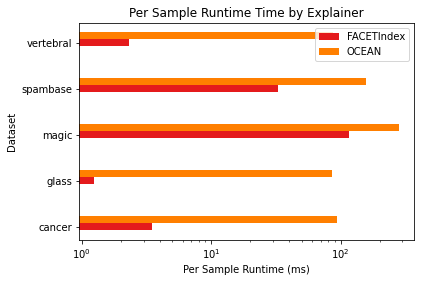 Per Sample Runtime Time by Explainer
FACETIndex
OCEAN
Dataset
vertebral
spambase
magic
glass
cancer
10⁰ 10¹ 10²
Per Sample Runtime (ms)